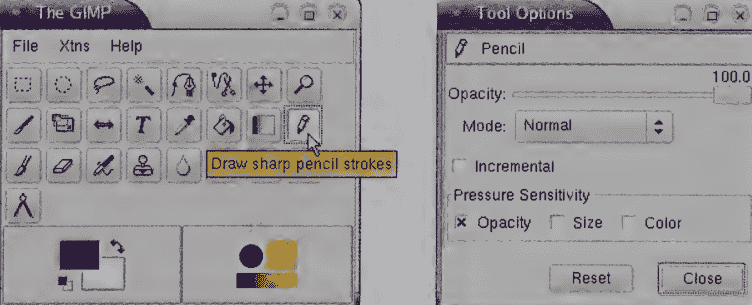 The GIMP
File Xtns Help
Draw sharp pencil strokes
Tool Options
Pencil
100.0
Opacity:
Mode: Normal
Incremental
Pressure Sensitivity
Opacity Size Color
Reset Close